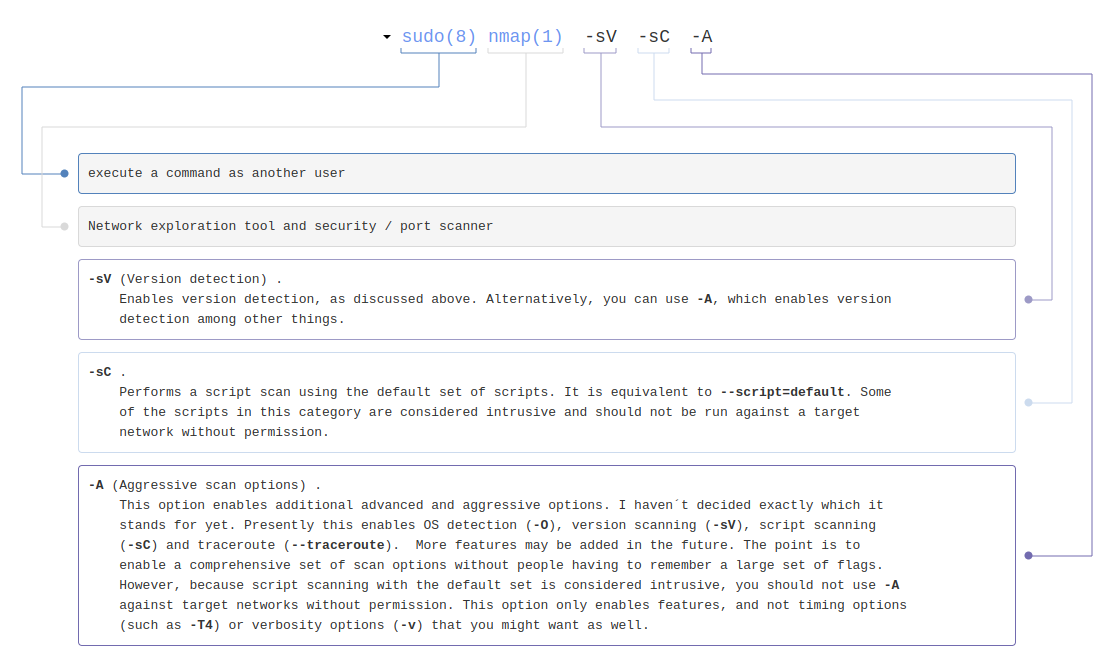 sudo(8) nmap(1) -sV -sC -A
execute a command as another user
Network exploration tool and security / port scanner
-sV (Version detection) .
Enables version detection, as discussed above. Alternatively, you can use -A, which enables version
detection among other things.
-sC .
Performs a script scan using the default set of scripts. It is equivalent to --script=default. Some
of the scripts in this category are considered intrusive and should not be run against a target
network without permission.
-A (Aggressive scan options) .
This option enables additional advanced and aggressive options. I haven´t decided exactly which it
stands for yet. Presently this enables OS detection (-O), version scanning (-sV), script scanning
(-sC) and traceroute (--traceroute).  More features may be added in the future. The point is to
enable a comprehensive set of scan options without people having to remember a large set of flags.
However, because script scanning with the default set is considered intrusive, you should not use -A
against target networks without permission. This option only enables features, and not timing options
(such as -T4) or verbosity options (-v) that you might want as well.